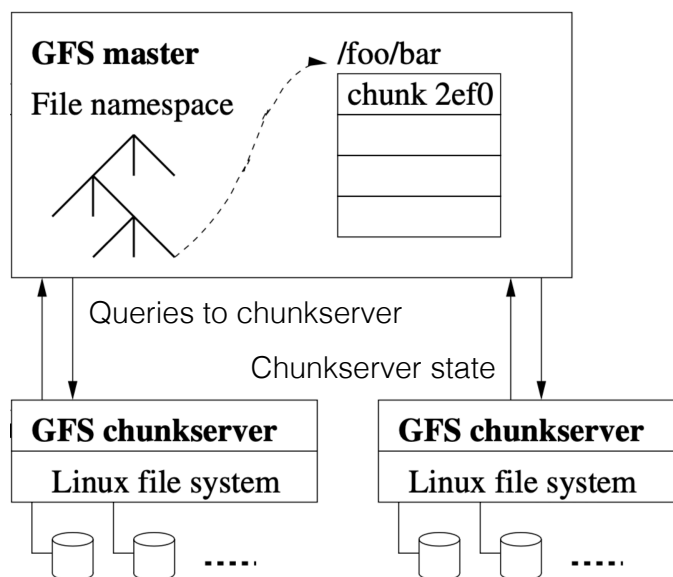 GFS master
/foo/bar
File namespace
chunk 2ef0
Queries to chunkserver
Chunkserver state
GFS chunkserver
GFS chunkserver
Linux file system
Linux file system